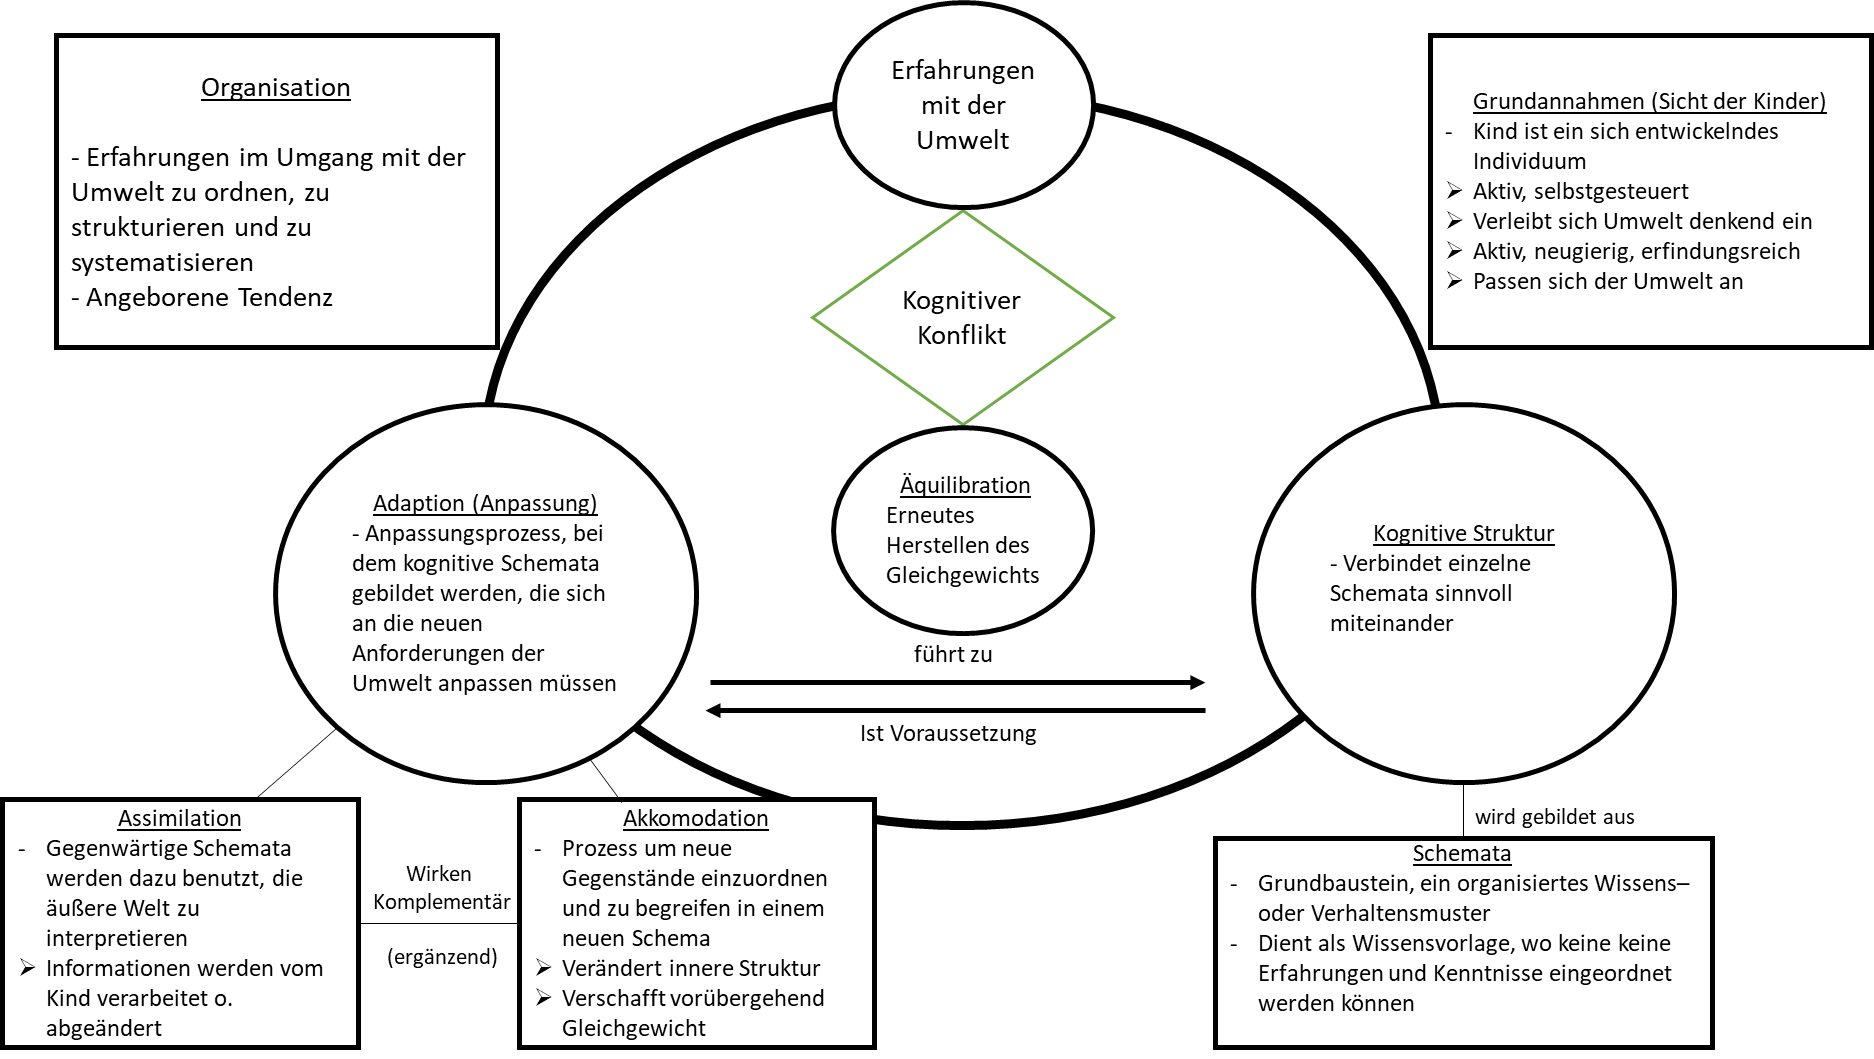 Organisation
- Erfahrungen im Umgang mit der
Umwelt zu ordnen, zu
strukturieren und zu
systematisieren
- Angeborene Tendenz
Erfahrungen
mit der
Umwelt
Grundannahmen (Sicht der Kinder)
- Kind ist ein sich entwickelndes
Individuum
➢ Aktiv, selbstgesteuert
➢ Verleibt sich Umwelt denkend ein
➢ Aktiv, neugierig, erfindungsreich
➢ Passen sich der Umwelt an
Kognitiver
Konflikt
Adaption (Anpassung)
- Anpassungsprozess, bei
dem kognitive Schemata
gebildet werden, die sich
an die neuen
Anforderungen der
Umwelt anpassen müssen
Äquilibration
Erneutes
Herstellen des
Gleichgewichts
Kognitive Struktur
- Verbindet einzelne
Schemata sinnvoll
miteinander
führt zu
Ist Voraussetzung
Assimilation
- Gegenwärtige Schemata
werden dazu benutzt, die
äußere Welt zu
interpretieren
➢ Informationen werden vom
Kind verarbeitet o.
abgeändert
Wirken
Komplementär
(ergänzend)
Akkomodation
- Prozess um neue
Gegenstände einzuordnen
und zu begreifen in einem
neuen Schema
➢ Verändert innere Struktur
➢ Verschafft vorübergehend
Gleichgewicht
wird gebildet aus
Schemata
- Grundbaustein, ein organisiertes Wissens–
oder Verhaltensmuster
- Dient als Wissensvorlage, wo keine keine
Erfahrungen und Kenntnisse eingeordnet
werden können